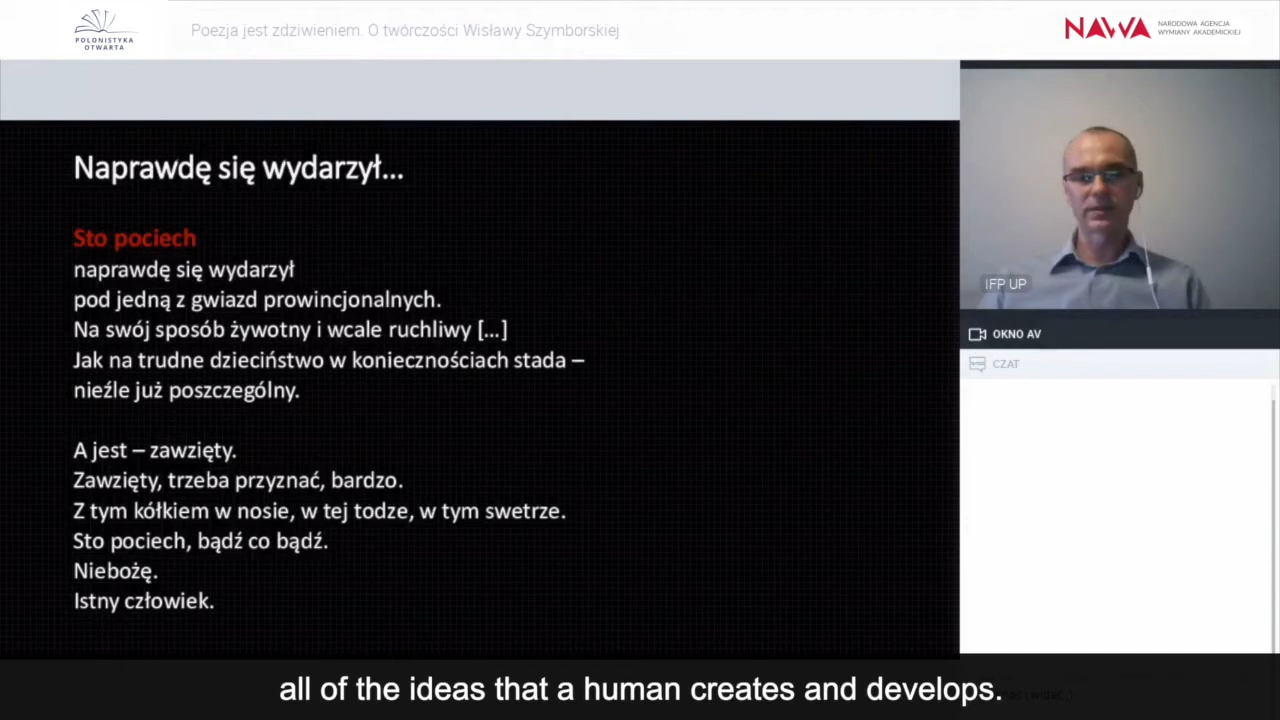 POLONISTYKA
OTWARTA
Poezja jest zdziwieniem. O twórczości Wisławy Szymborskiej
NAWA
NARODOWA AGENCJA
WYMIANY AKADEMICKIEJ
Naprawdę się wydarzył...
Sto pociech
naprawdę się wydarzył
pod jedną z gwiazd prowincjonalnych.
Na swój sposób żywotny i wcale ruchliwy [...]
Jak na trudne dzieciństwo w koniecznościach stada –
nieźle już poszczególny.
A jest – zawzięty.
Zawzięty, trzeba przyznać, bardzo.
Z tym kółkiem w nosie, w tej todze, w tym swetrze.
Sto pociech, bądź co bądź.
Niebożę.
Istny człowiek.
IFP UP
OKNO AV
CZAT
all of the ideas that a human creates and develops.